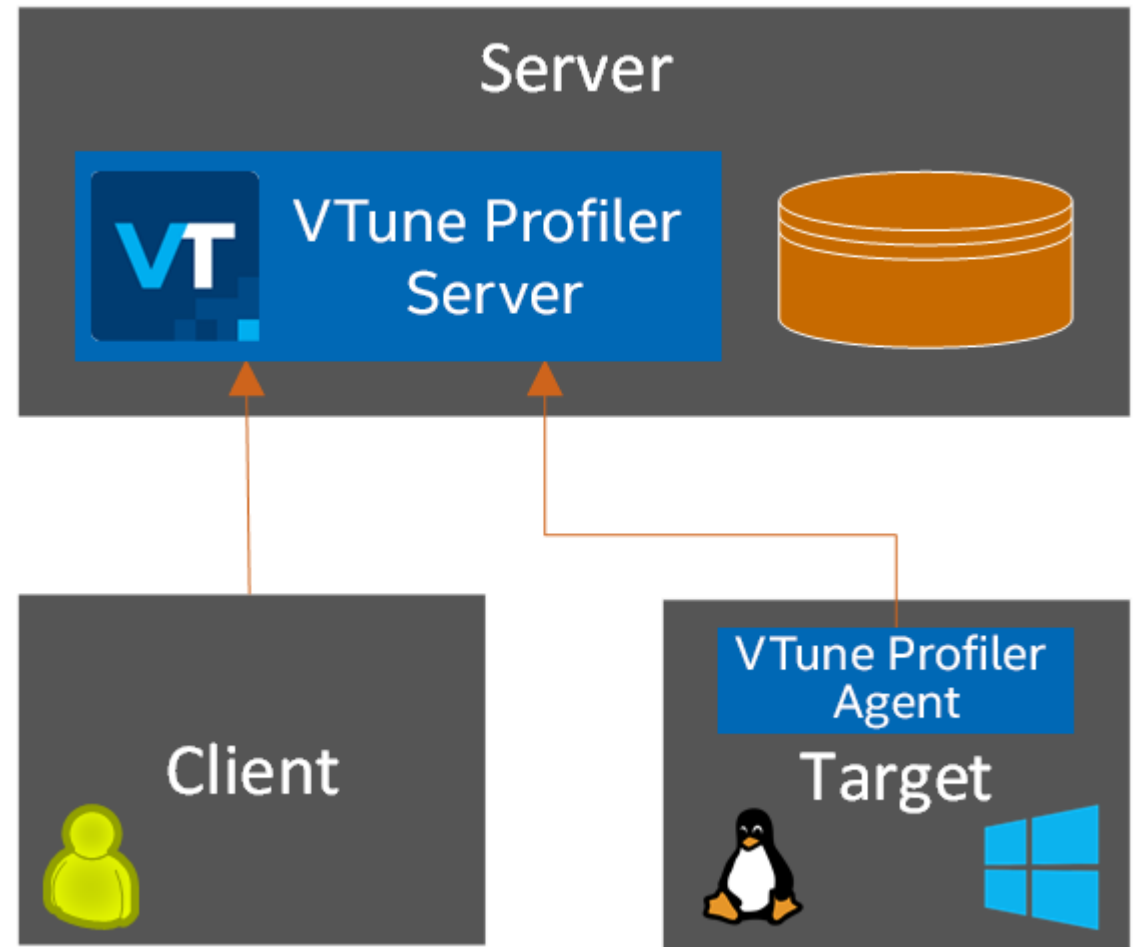 Server
VT
VTune Profiler
Server
Client
VTune Profiler
Agent
Target